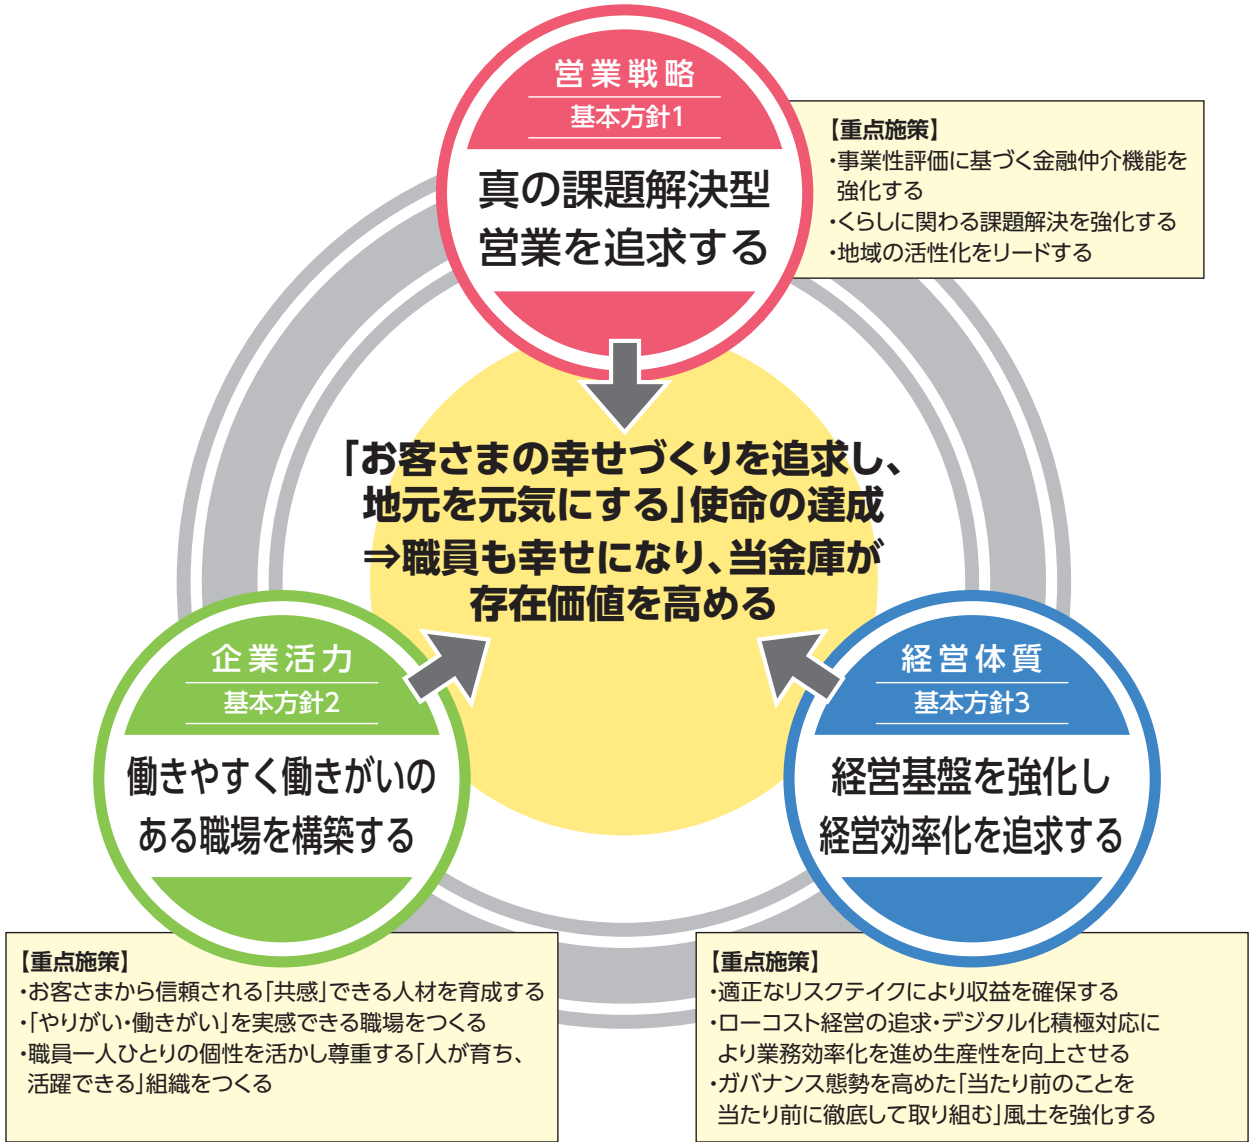 営業戦略
基本方針1
真の課題解決型
営業を追求する
【重点施策】
・事業性評価に基づく金融仲介機能を
強化する
・くらしに関わる課題解決を強化する
・地域の活性化をリードする
「お客さまの幸せづくりを追求し、
地元を元気にする」使命の達成
⇒職員も幸せになり、当金庫が
存在価値を高める
企業活力
基本方針2
働きやすく働きがいの
ある職場を構築する
【重点施策】
・お客さまから信頼される「共感」できる人材を育成する
・「やりがい・働きがい」を実感できる職場をつくる
・職員一人ひとりの個性を活かし尊重する「人が育ち、
活躍できる」組織をつくる
経営体質
基本方針3
経営基盤を強化し
経営効率化を追求する
【重点施策】
・適正なリスクテイクにより収益を確保する
・ローコスト経営の追求・デジタル化積極対応に
より業務効率化を進め生産性を向上させる
・ガバナンス態勢を高めた「当たり前のことを
当たり前に徹底して取り組む」風土を強化する